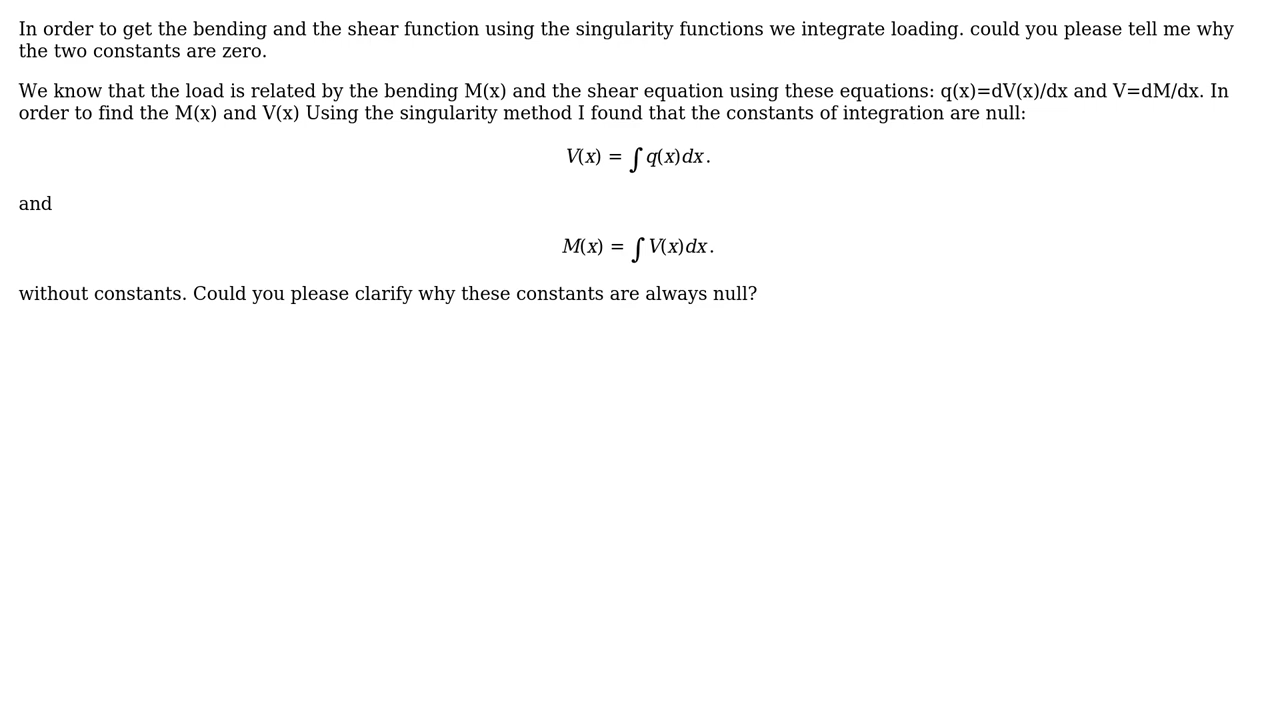 In order to get the bending and the shear function using the singularity functions we integrate loading. could you please tell me why
the two constants are zero.
We know that the load is related by the bending M(x) and the shear equation using these equations: q(x)=dV(x)/dx and V=dM/dx. In
order to find the M(x) and V(x) Using the singularity method I found that the constants of integration are null:
V(x) = ∫ q(x)dx.
and
M(x) = ∫ V(x)dx.
without constants. Could you please clarify why these constants are always null?